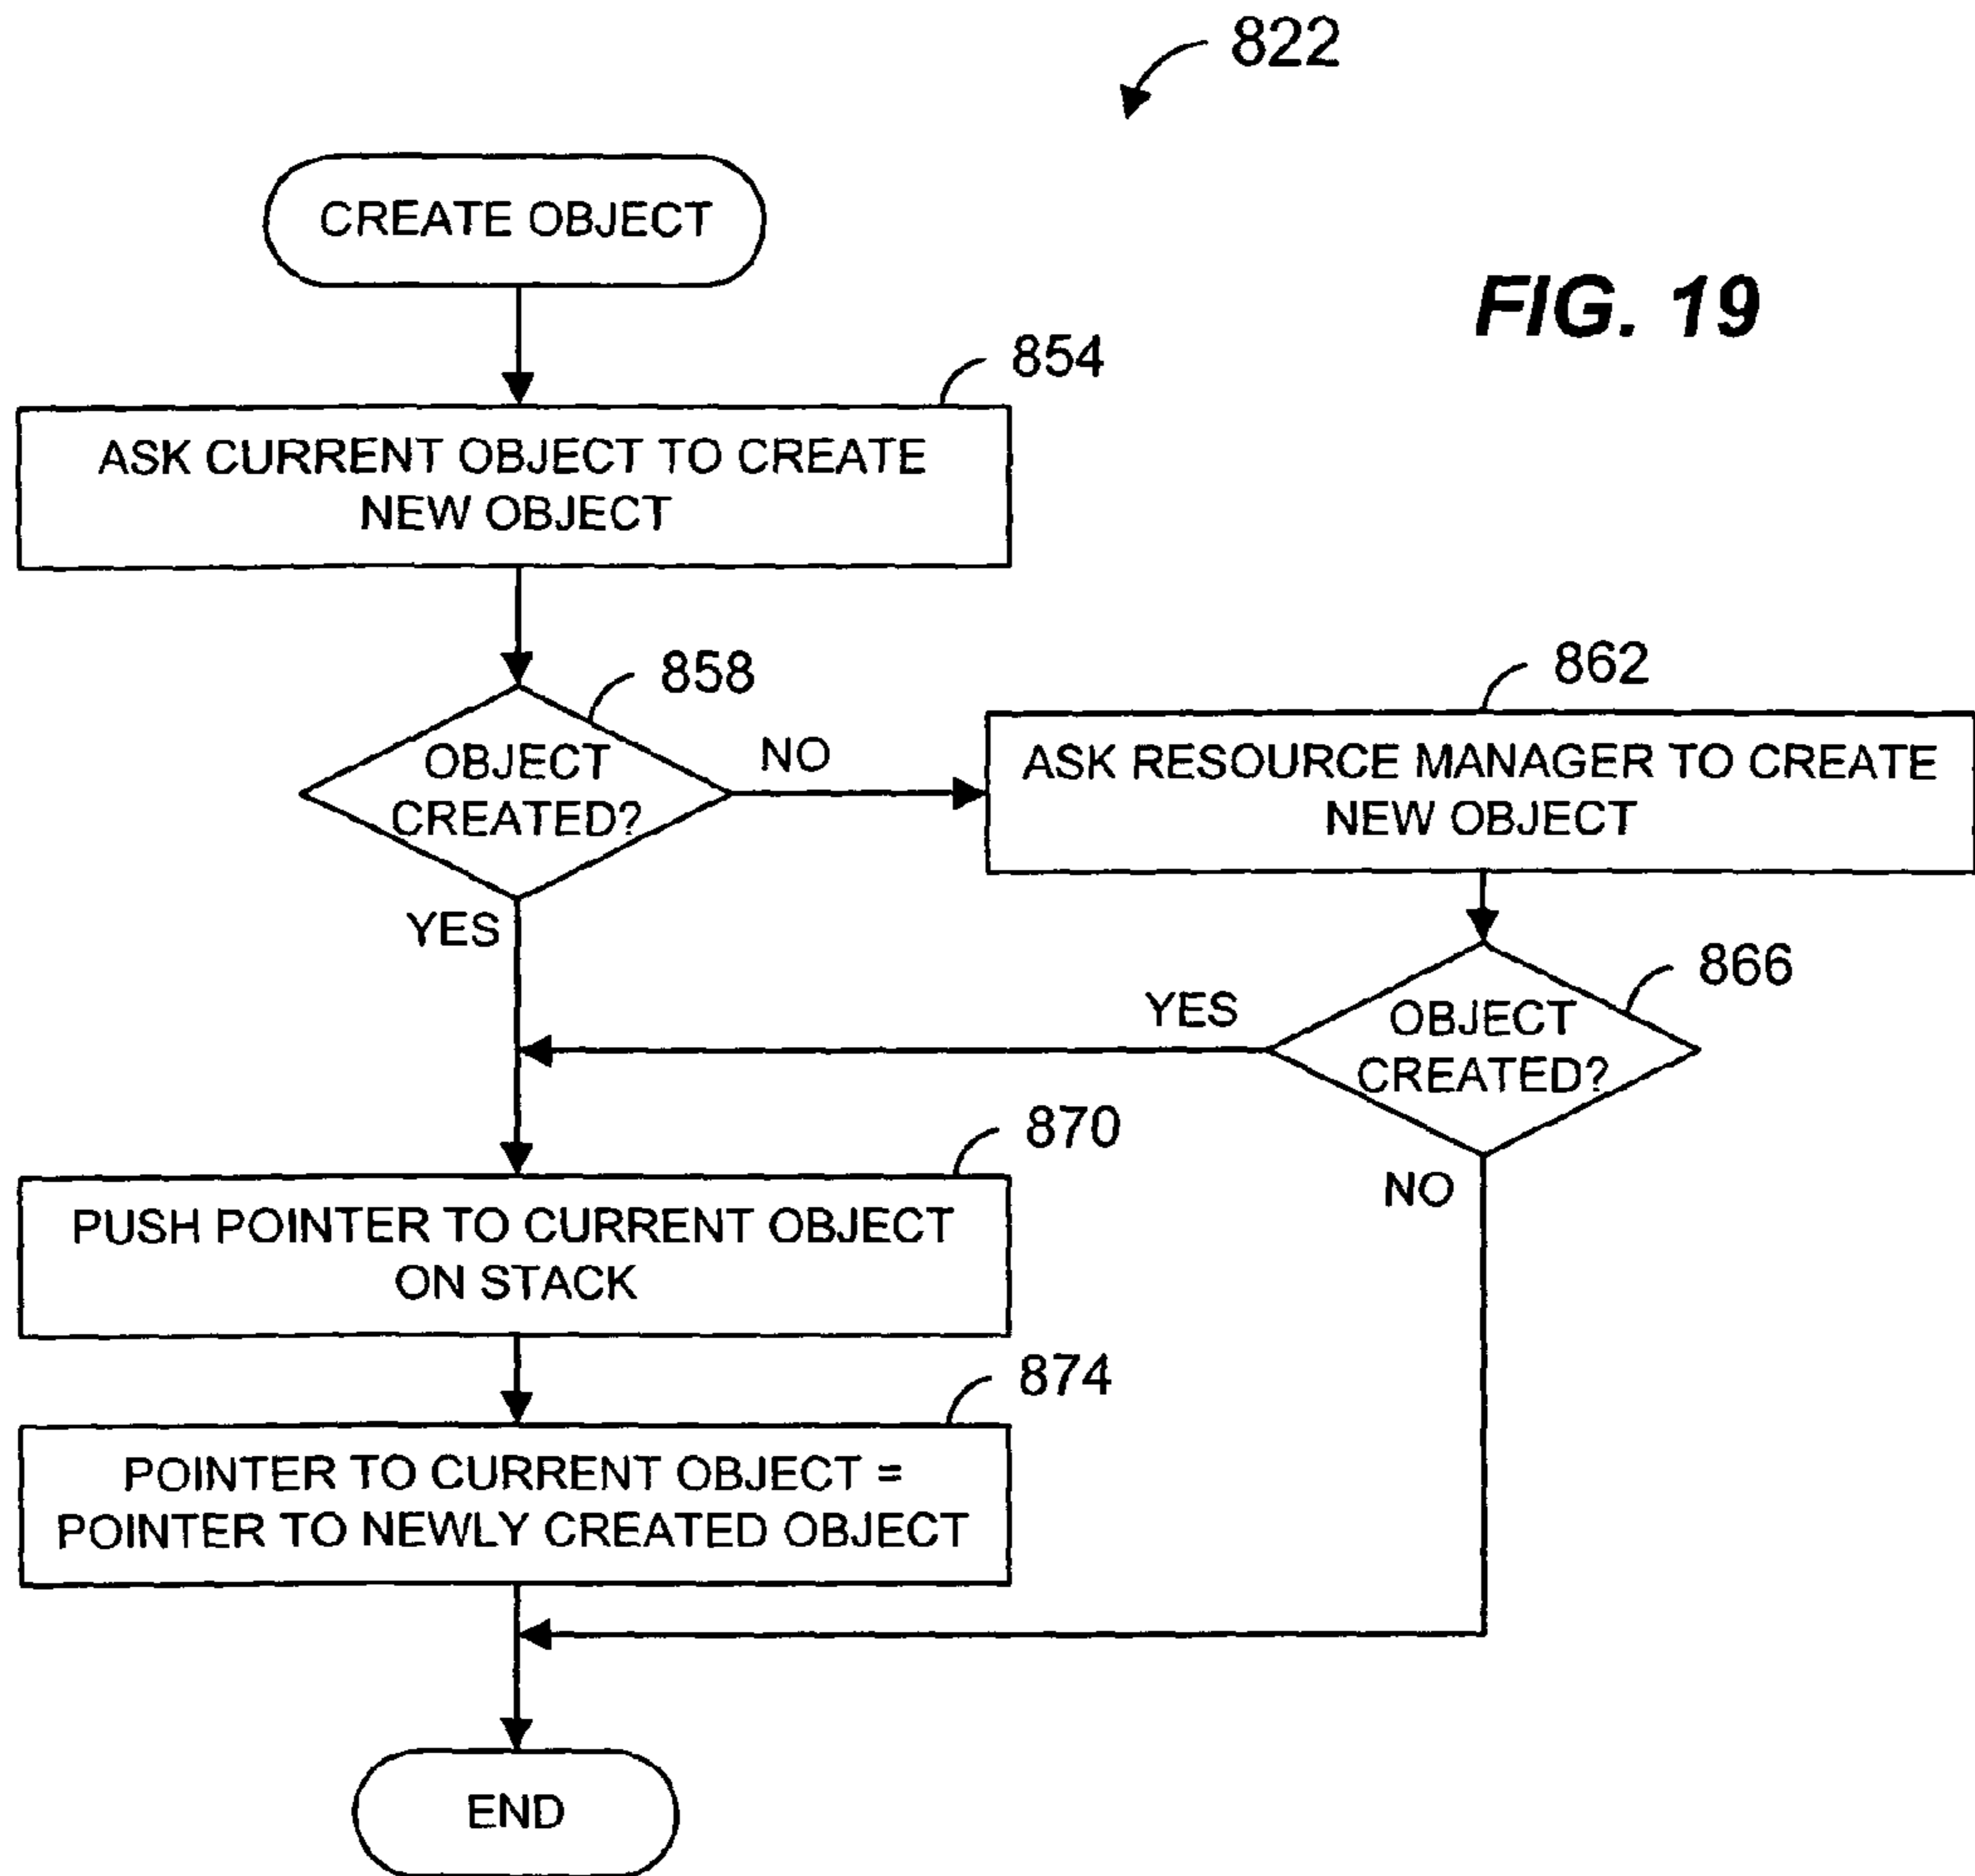 822
CREATE OBJECT
FIG. 19
854
ASK CURRENT OBJECT TO CREATE
NEW OBJECT
858
OBJECT
CREATED?
NO
862
ASK RESOURCE MANAGER TO CREATE
NEW OBJECT
YES
866
OBJECT
CREATED?
YES
NO
870
PUSH POINTER TO CURRENT OBJECT
ON STACK
874
POINTER TO CURRENT OBJECT =
POINTER TO NEWLY CREATED OBJECT
END